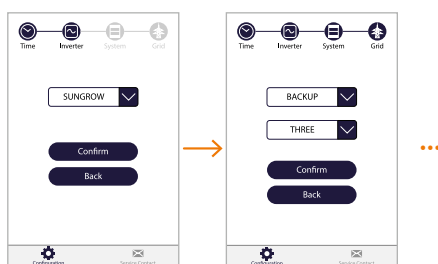 Time Inverter System Grid
SUNGROW
Confirm
Back
Configuration Service Contact
Time Inverter System Grid
BACKUP
THREE
Confirm
Back
Configuration Service Contact